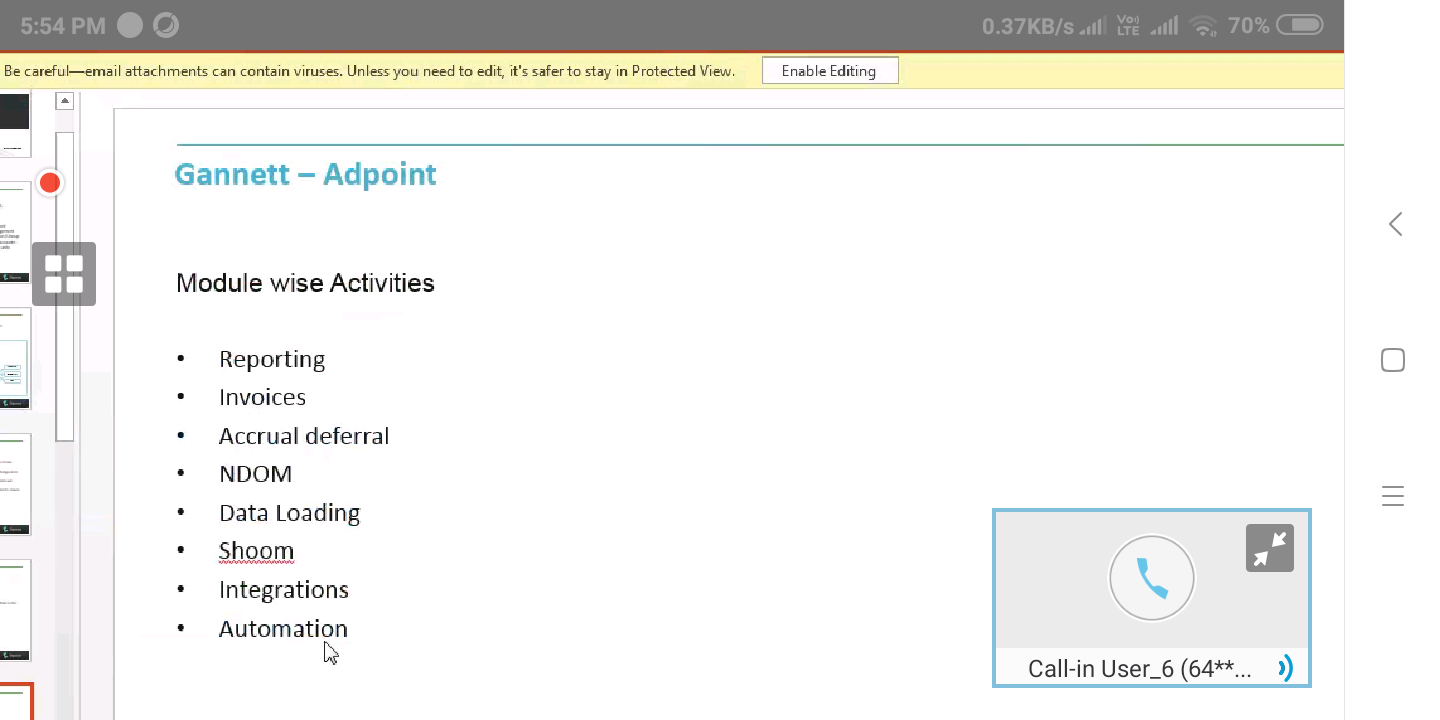 5:54 PM 0.37KB/s Vo) LTE 70%
Be careful—email attachments can contain viruses. Unless you need to edit, it's safer to stay in Protected View. Enable Editing
Gannett – Adpoint
Module wise Activities
• Reporting
• Invoices
• Accrual deferral
• NDOM
• Data Loading
• Shoom
• Integrations
• Automation
Call-in User_6 (64**...